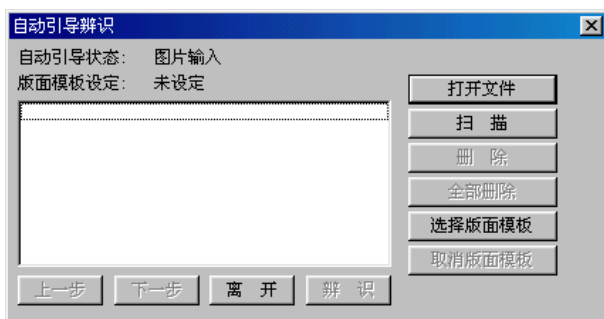 自动引导辨识
自动引导状态: 图片输入
版面模板设定: 未设定
打开文件
扫 描
删 除
全部删除
选择版面模板
取消版面模板
上一步 下一步 离 开 辨 识